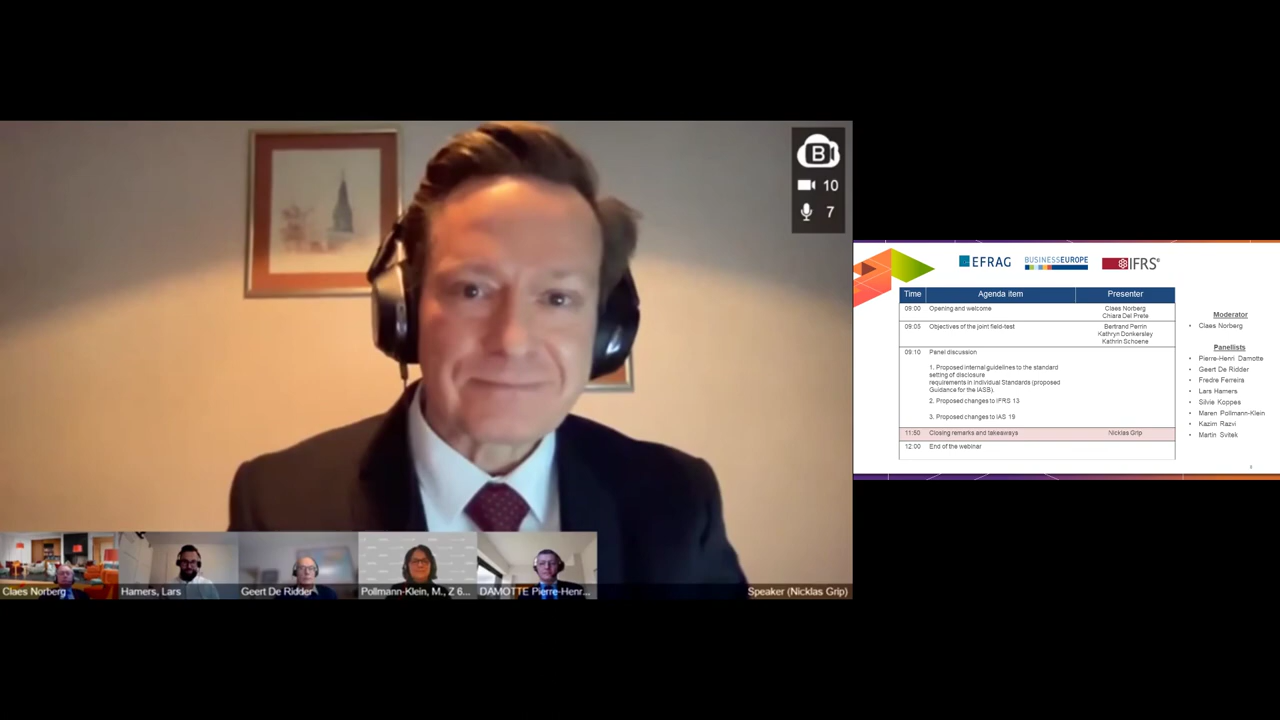 B
10
7
Claes Norberg
Hamers, Lars
Geert De Ridder
Pollmann-Klein, M., Z 6...
DAMOTTE Pierre-Henr...
Speaker (Nicklas Grip)
EFRAG
BUSINESSEUROPE
IFRS®
Time Agenda item Presenter
09:00 Opening and welcome Claes Norberg
Chiara Del Prete
09:05 Objectives of the joint field-test Bertrand Perrin
Kathryn Donkersley
Kathrin Schoene
09:10 Panel discussion
1. Proposed internal guidelines to the standard
setting of disclosure
requirements in individual Standards (proposed
Guidance for the IASB).
2. Proposed changes to IFRS 13
3. Proposed changes to IAS 19
11:50 Closing remarks and takeaways Nicklas Grip
12:00 End of the webinar
Moderator
• Claes Norberg
Panellists
• Pierre-Henri Damotte
• Geert De Ridder
• Fredre Ferreira
• Lars Hamers
• Silvie Koppes
• Maren Pollmann-Klein
• Kazim Razvi
• Martin Svitek